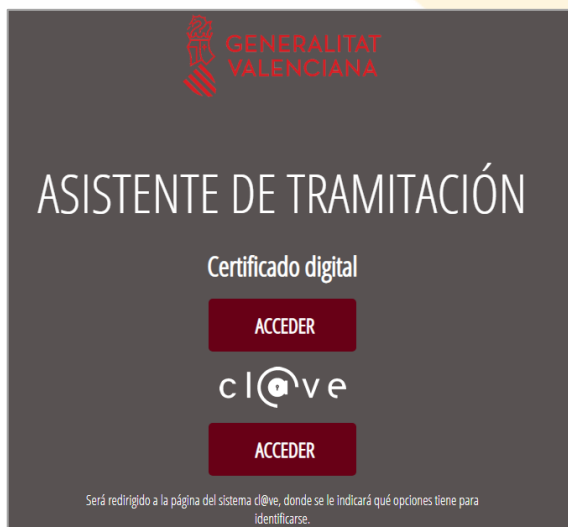 GENERALITAT
VALENCIANA
ASISTENTE DE TRAMITACIÓN
Certificado digital
ACCEDER
cl@ve
ACCEDER
Será redirigido a la página del sistema cl@ve, donde se le indicará qué opciones tiene para
identificarse.